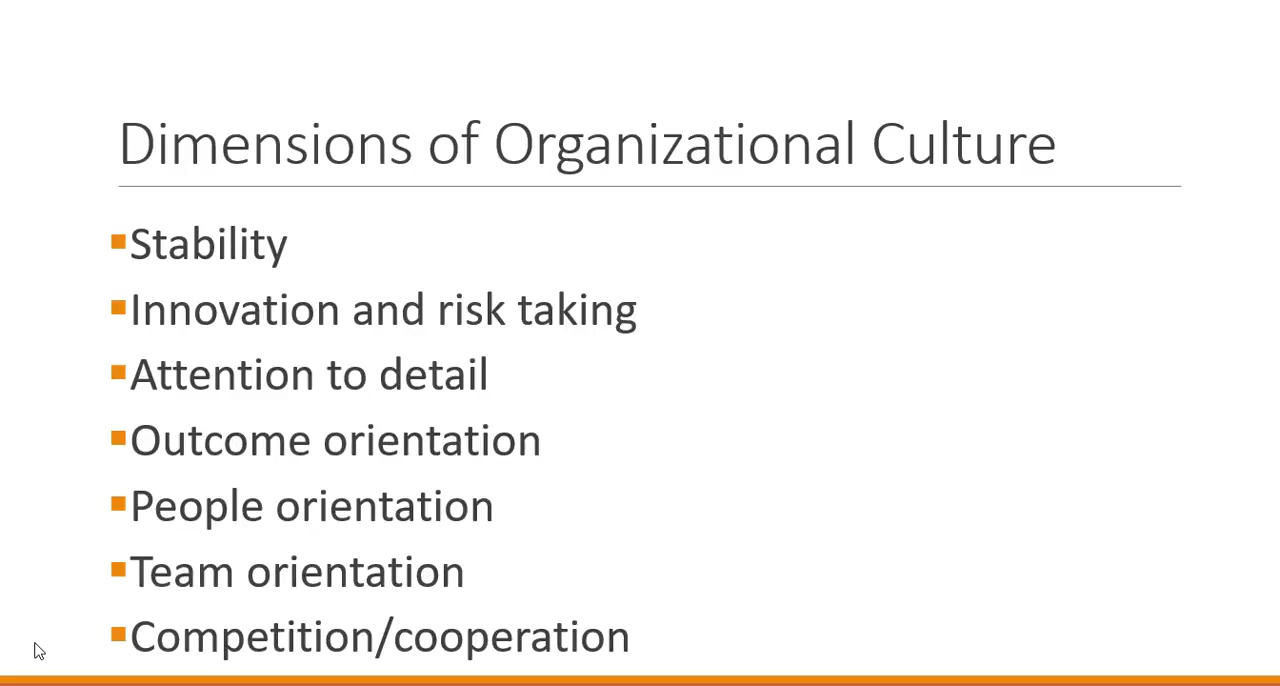 Dimensions of Organizational Culture
Stability
Innovation and risk taking
Attention to detail
Outcome orientation
People orientation
Team orientation
Competition/cooperation